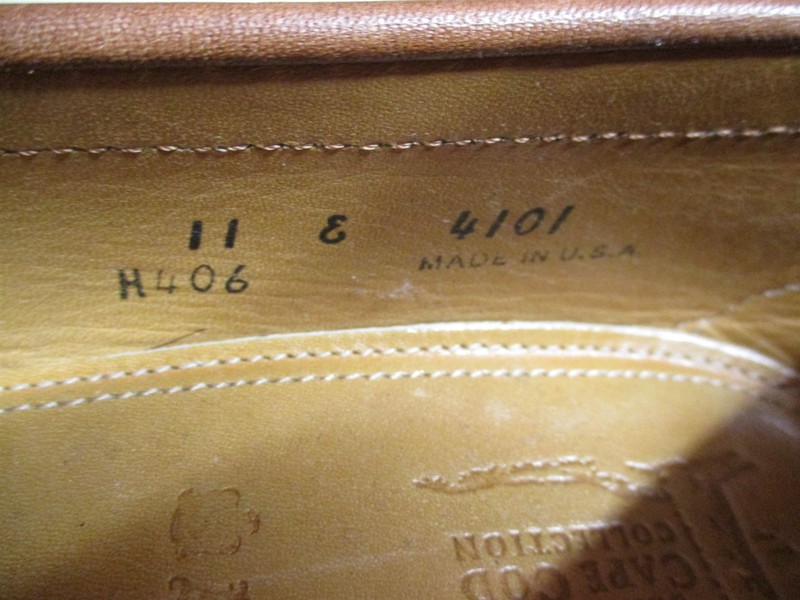 11 E 4101
MADE IN U.S.A.
H406
CAPE COD
COLLECTION